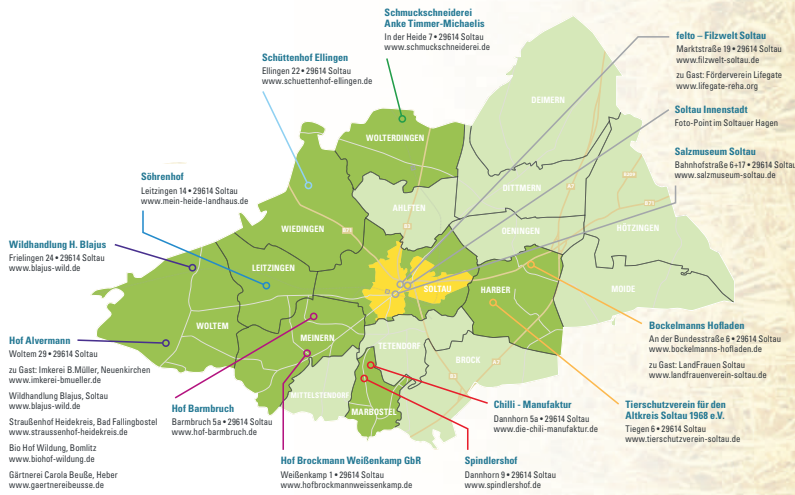 Schmuckschneiderei
Anke Timmer-Michaelis
In der Heide 7 • 29614 Soltau
www.schmuckschneiderei.de
Schüttenhof Ellingen
Ellingen 22 • 29614 Soltau
www.schuettenhof-ellingen.de
felto – Filzwelt Soltau
Marktstraße 19 • 29614 Soltau
www.filzwelt-soltau.de
zu Gast: Förderverein Lifegate
www.lifegate-reha.org
Soltau Innenstadt
Foto-Point im Soltauer Hagen
Salzmuseum Soltau
Bahnhofstraße 6+17 • 29614 Soltau
www.salzmuseum-soltau.de
Söhrenhof
Leitzingen 14 • 29614 Soltau
www.mein-heide-landhaus.de
Wildhandlung H. Blajus
Frielingen 24 • 29614 Soltau
www.blajus-wild.de
Hof Alvermann
Woltem 29 • 29614 Soltau
zu Gast: Imkerei B.Müller, Neuenkirchen
www.imkerei-bmueller.de
Wildhandlung Blajus, Soltau
www.blajus-wild.de
Straußenhof Heidekreis, Bad Fallingbostel
www.straussenhof-heidekreis.de
Bio Hof Wildung, Bomlitz
www.biohof-wildung.de
Gärtnerei Carola Beuße, Heber
www.gaertnereibeusse.de
Hof Barmbruch
Barmbruch 5a • 29614 Soltau
www.hof-barmbruch.de
Hof Brockmann Weißenkamp GbR
Weißenkamp 1 • 29614 Soltau
www.hofbrockmannweissenkamp.de
Spindlershof
Dannhorn 9 • 29614 Soltau
www.spindlershof.de
Chilli - Manufaktur
Dannhorn 5a • 29614 Soltau
www.die-chili-manufaktur.de
Bockelmanns Hofladen
An der Bundesstraße 6 • 29614 Soltau
www.bockelmanns-hofladen.de
zu Gast: LandFrauen Soltau
www.landfrauenverein-soltau.de
Tierschutzverein für den
Altkreis Soltau 1968 e.V.
Tiegen 6 • 29614 Soltau
www.tierschutzverein-soltau.de
DEIMERN
WOLTERDINGEN
DITTMERN
A7
AHLFTEN
B3
B71
OENINGEN
HÖTZINGEN
WIEDINGEN
B71
LEITZINGEN
SOLTAU
HARBER
MOIDE
WOLTEM
MEINERN
TETENDORF
BROCK
A7
B3
MITTELSTENDORF
MARBOSTEL